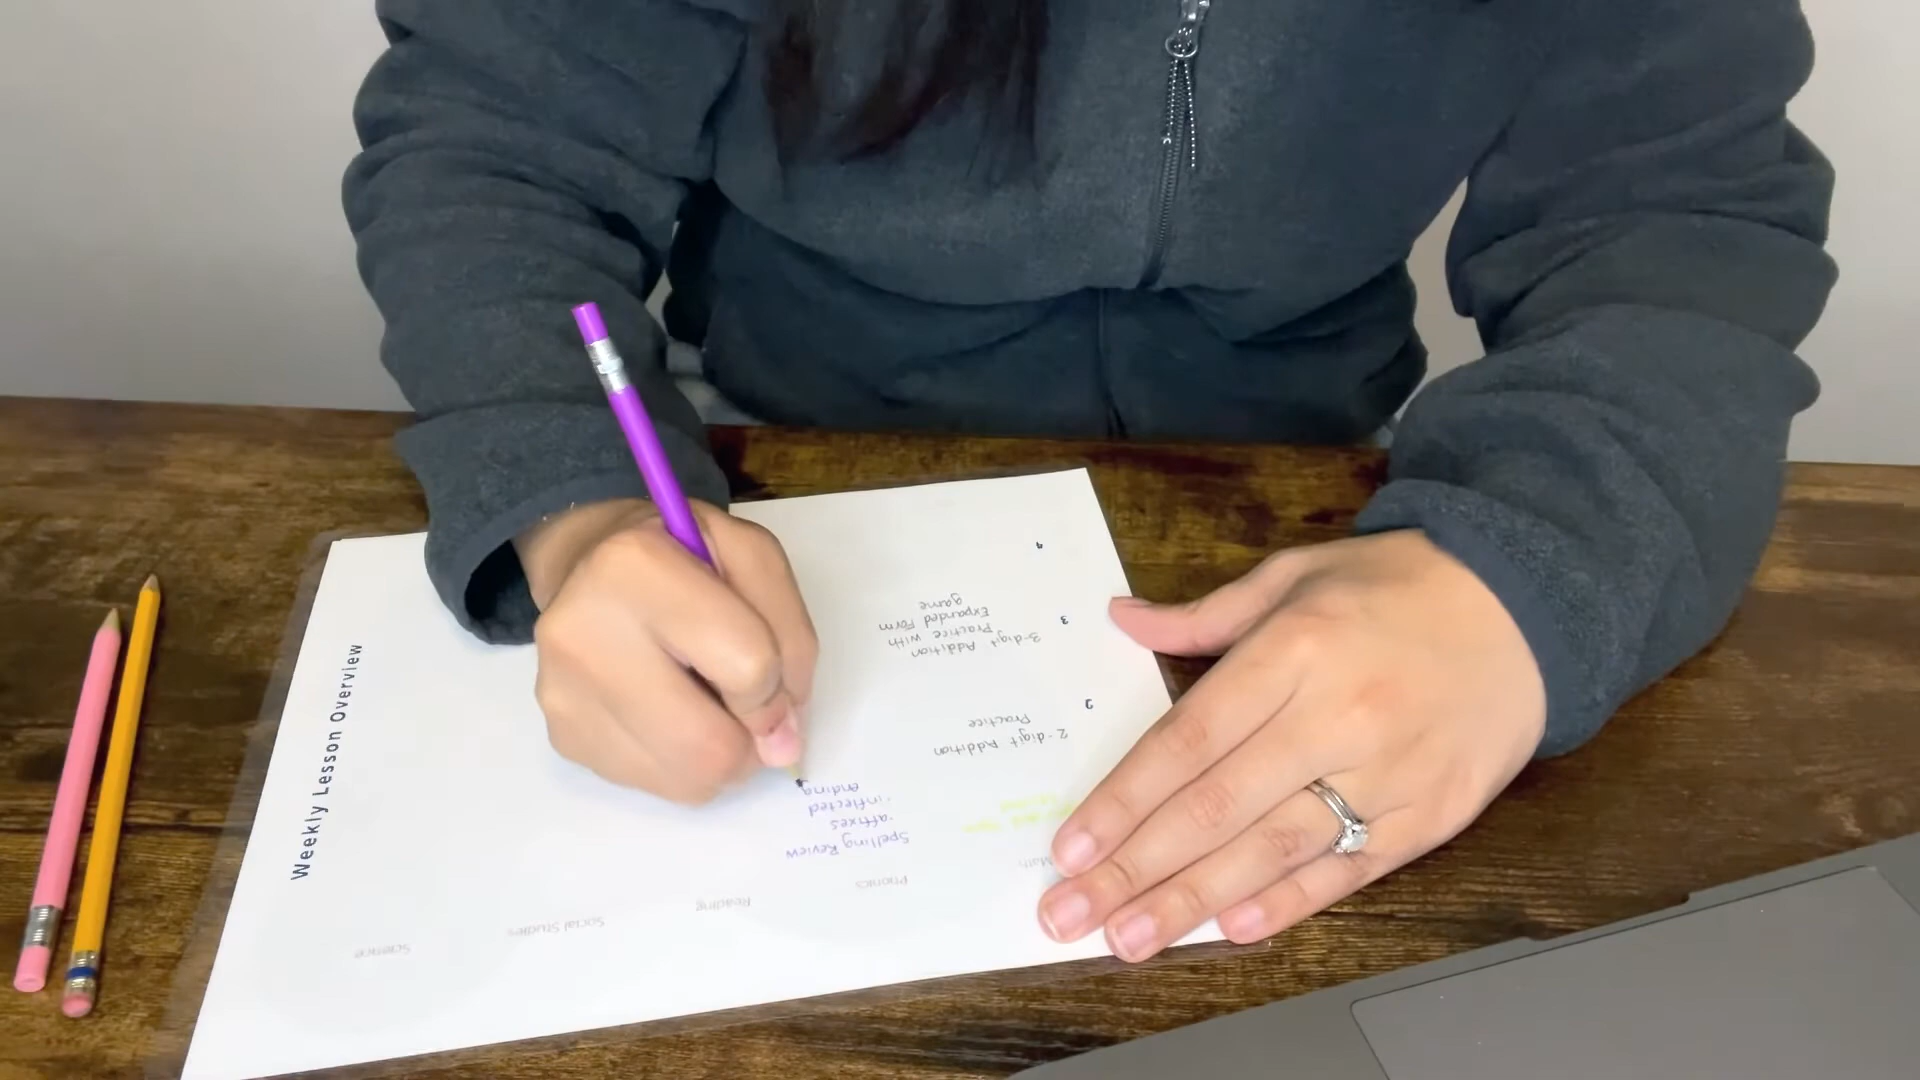 Weekly Lesson Overview
Math
Phonics
Reading
Social Studies
Science
Spelling Review
·affixes
·inflected
ending
2
2-digit Addition
Practice
3
3-digit Addition
Practice with
Expanded Form
game
4